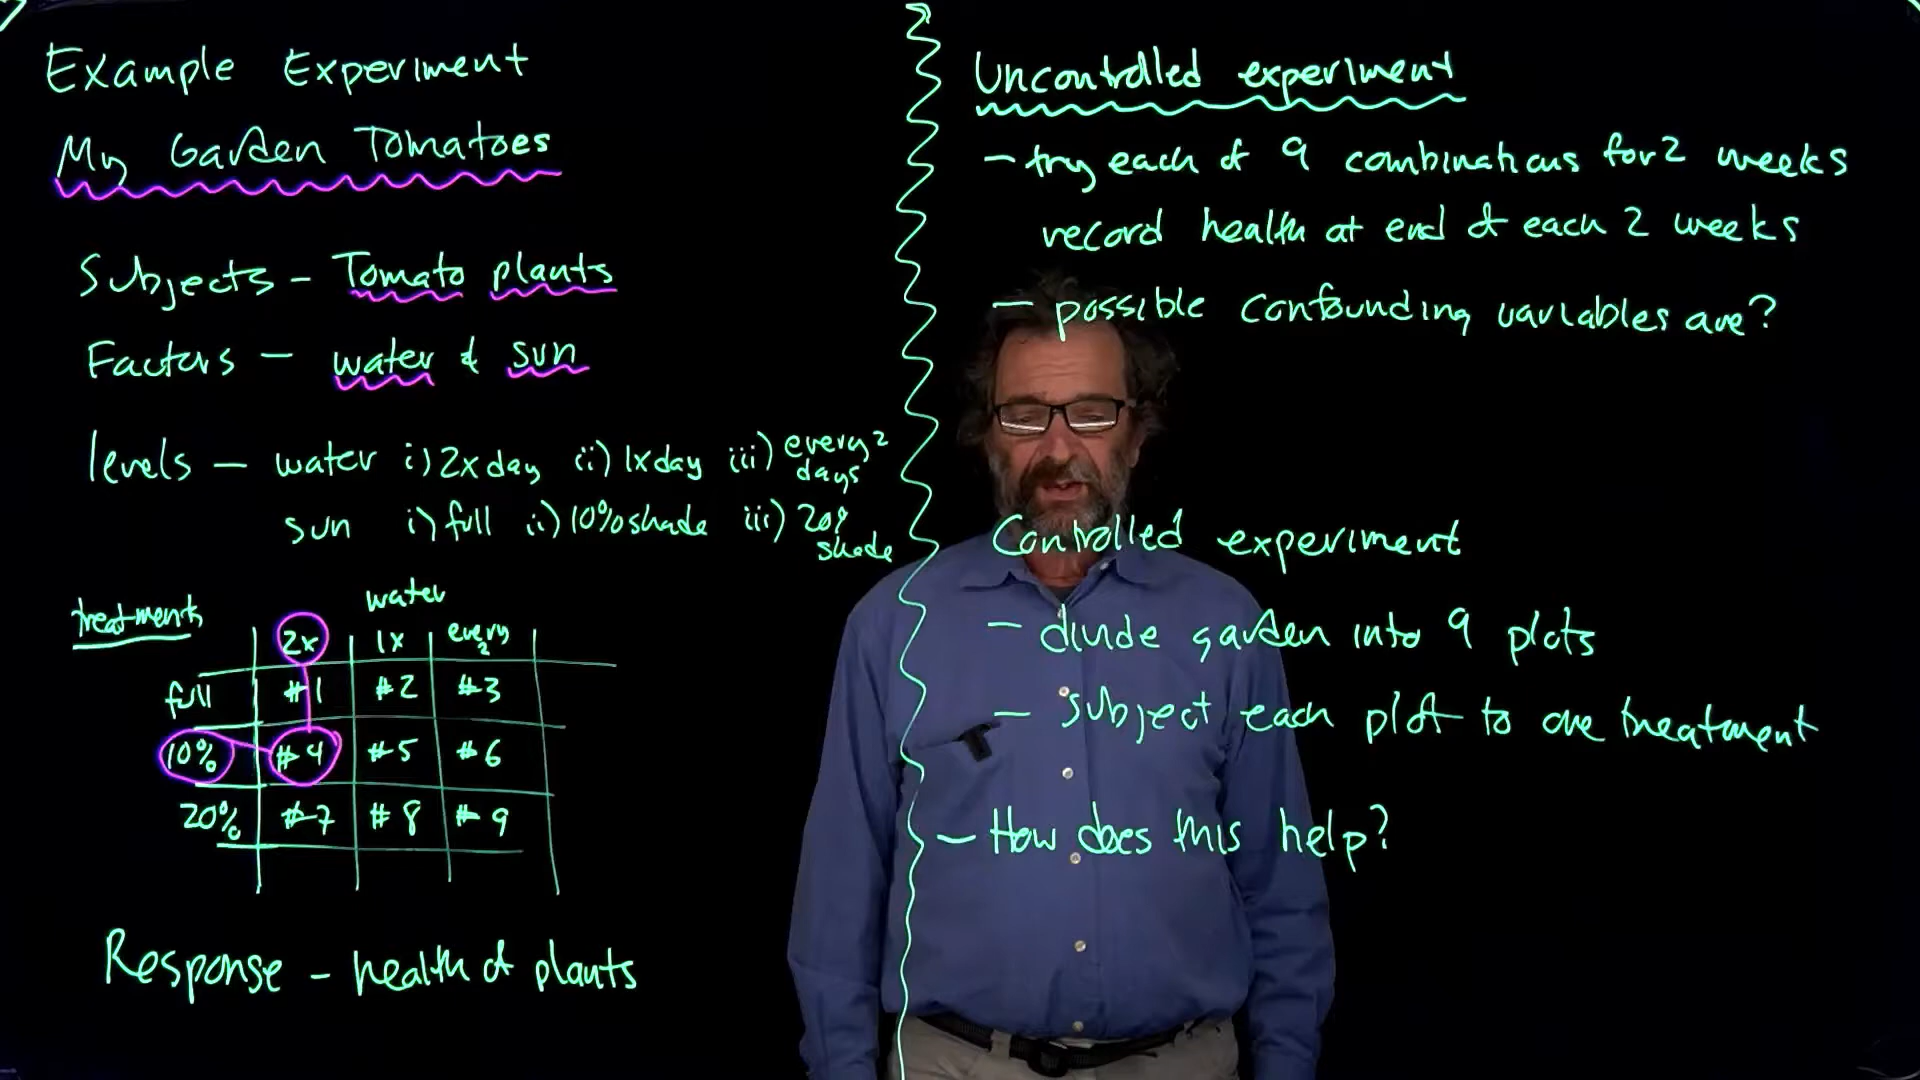 Example Experiment
My Garden Tomatoes
Subjects - Tomato plants
Factors - water & sun
levels - water i) 2x day ii) 1x day iii) every 2 days
sun i) full ii) 10% shade iii) 20% shade
treatments
water
2x 1x every 2
full #1 #2 #3
10% #4 #5 #6
20% #7 #8 #9
Response - health of plants
Uncontrolled experiment
- try each of 9 combinations for 2 weeks
record health at end of each 2 weeks
- possible confounding variables are?
Controlled experiment
- divide garden into 9 plots
- subject each plot to one treatment
- How does this help?